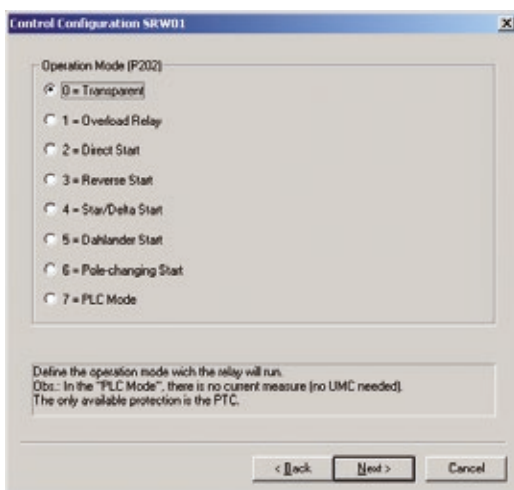 Control Configuration SRW01
Operation Mode (P202)
0 = Transparent
1 = Overload Relay
2 = Direct Start
3 = Reverse Start
4 = Star/Delta Start
5 = Dahlander Start
6 = Pole-changing Start
7 = PLC Mode
Define the operation mode wich the relay will run.
Obs.: In the "PLC Mode", there is no current measure (no UMC needed).
The only available protection is the PTC.
< Back Next > Cancel